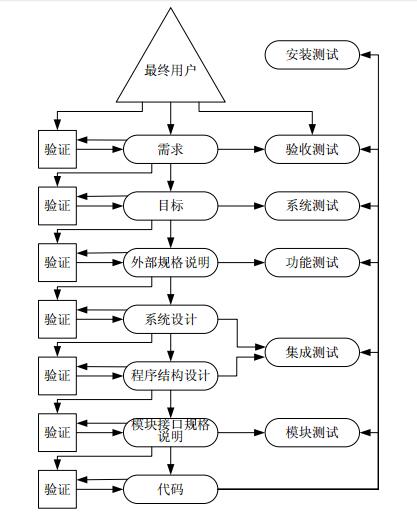 最终用户
安装测试
验证
需求
验收测试
验证
目标
系统测试
验证
外部规格说明
功能测试
验证
系统设计
集成测试
验证
程序结构设计
验证
模块接口规格
说明
模块测试
验证
代码